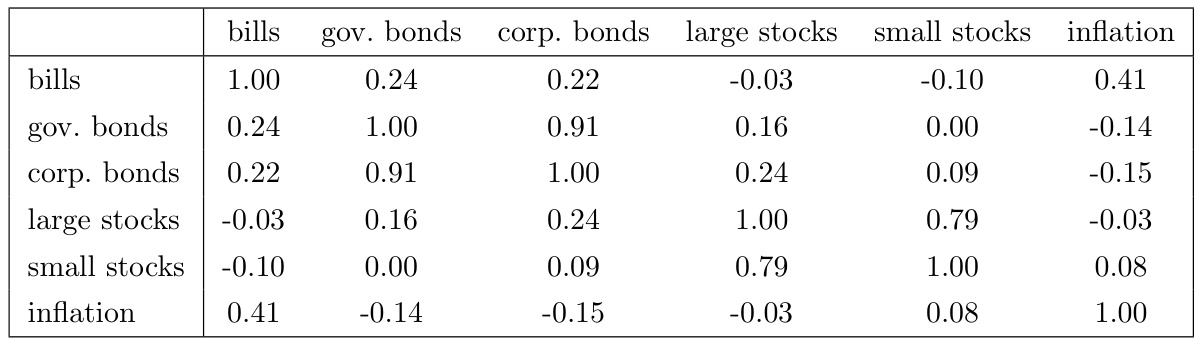 bills gov. bonds corp. bonds large stocks small stocks inflation
bills 1.00 0.24 0.22 -0.03 -0.10 0.41
gov. bonds 0.24 1.00 0.91 0.16 0.00 -0.14
corp. bonds 0.22 0.91 1.00 0.24 0.09 -0.15
large stocks -0.03 0.16 0.24 1.00 0.79 -0.03
small stocks -0.10 0.00 0.09 0.79 1.00 0.08
inflation 0.41 -0.14 -0.15 -0.03 0.08 1.00